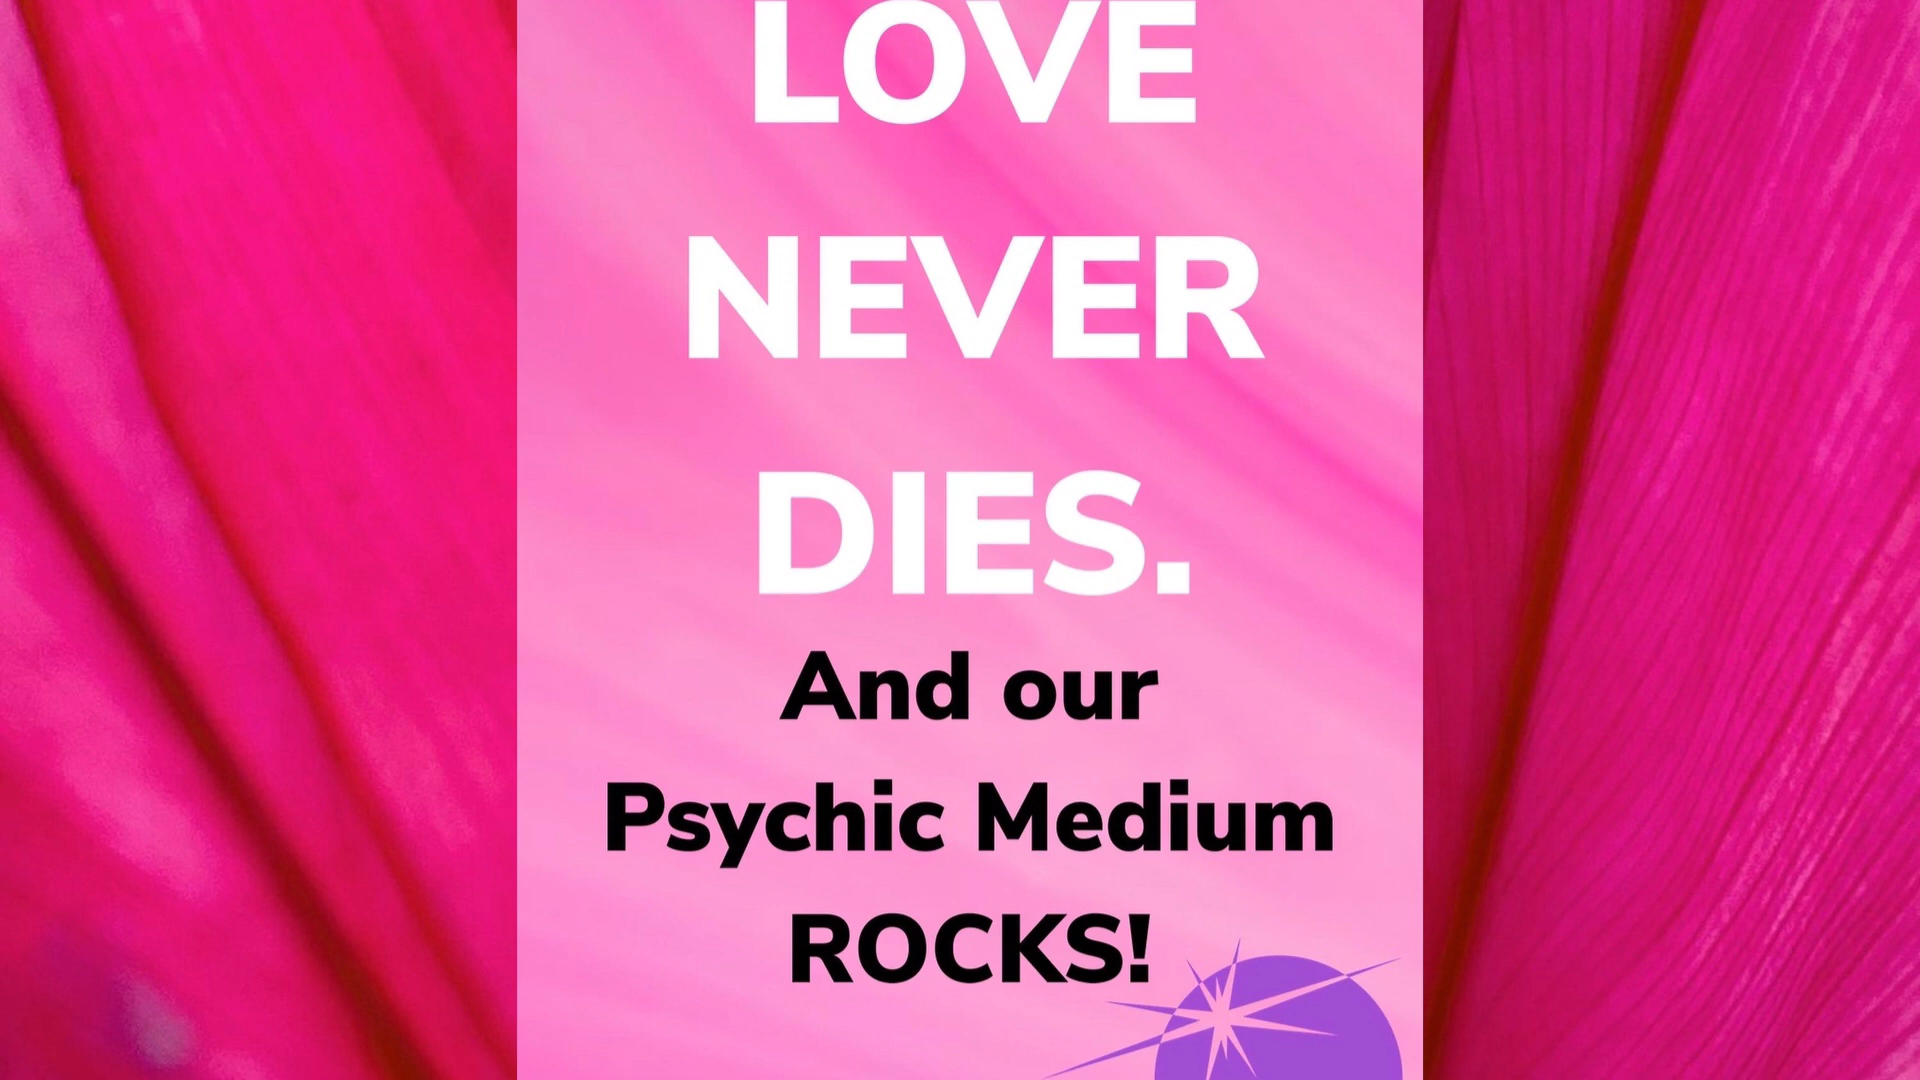 LOVE
NEVER
DIES.
And our
Psychic Medium
ROCKS!